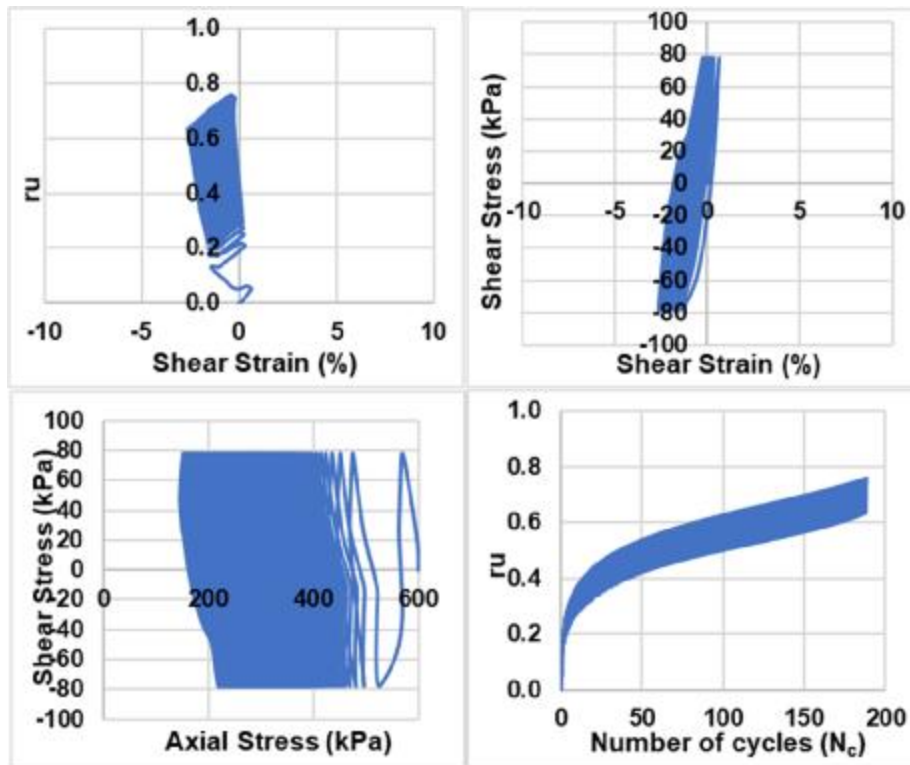 1.0
0.8
0.6
0.4
0.2
0.0
ru
-10 -5 0 5 10
Shear Strain (%)
100
80
60
40
20
0
-20
-40
-60
-80
-100
Shear Stress (kPa)
-10 -5 0 5 10
Shear Strain (%)
100
80
60
40
20
0
-20
-40
-60
-80
-100
Shear Stress (kPa)
0 200 400 600
Axial Stress (kPa)
1.0
0.8
0.6
0.4
0.2
0.0
ru
0 50 100 150 200
Number of cycles (Nc)